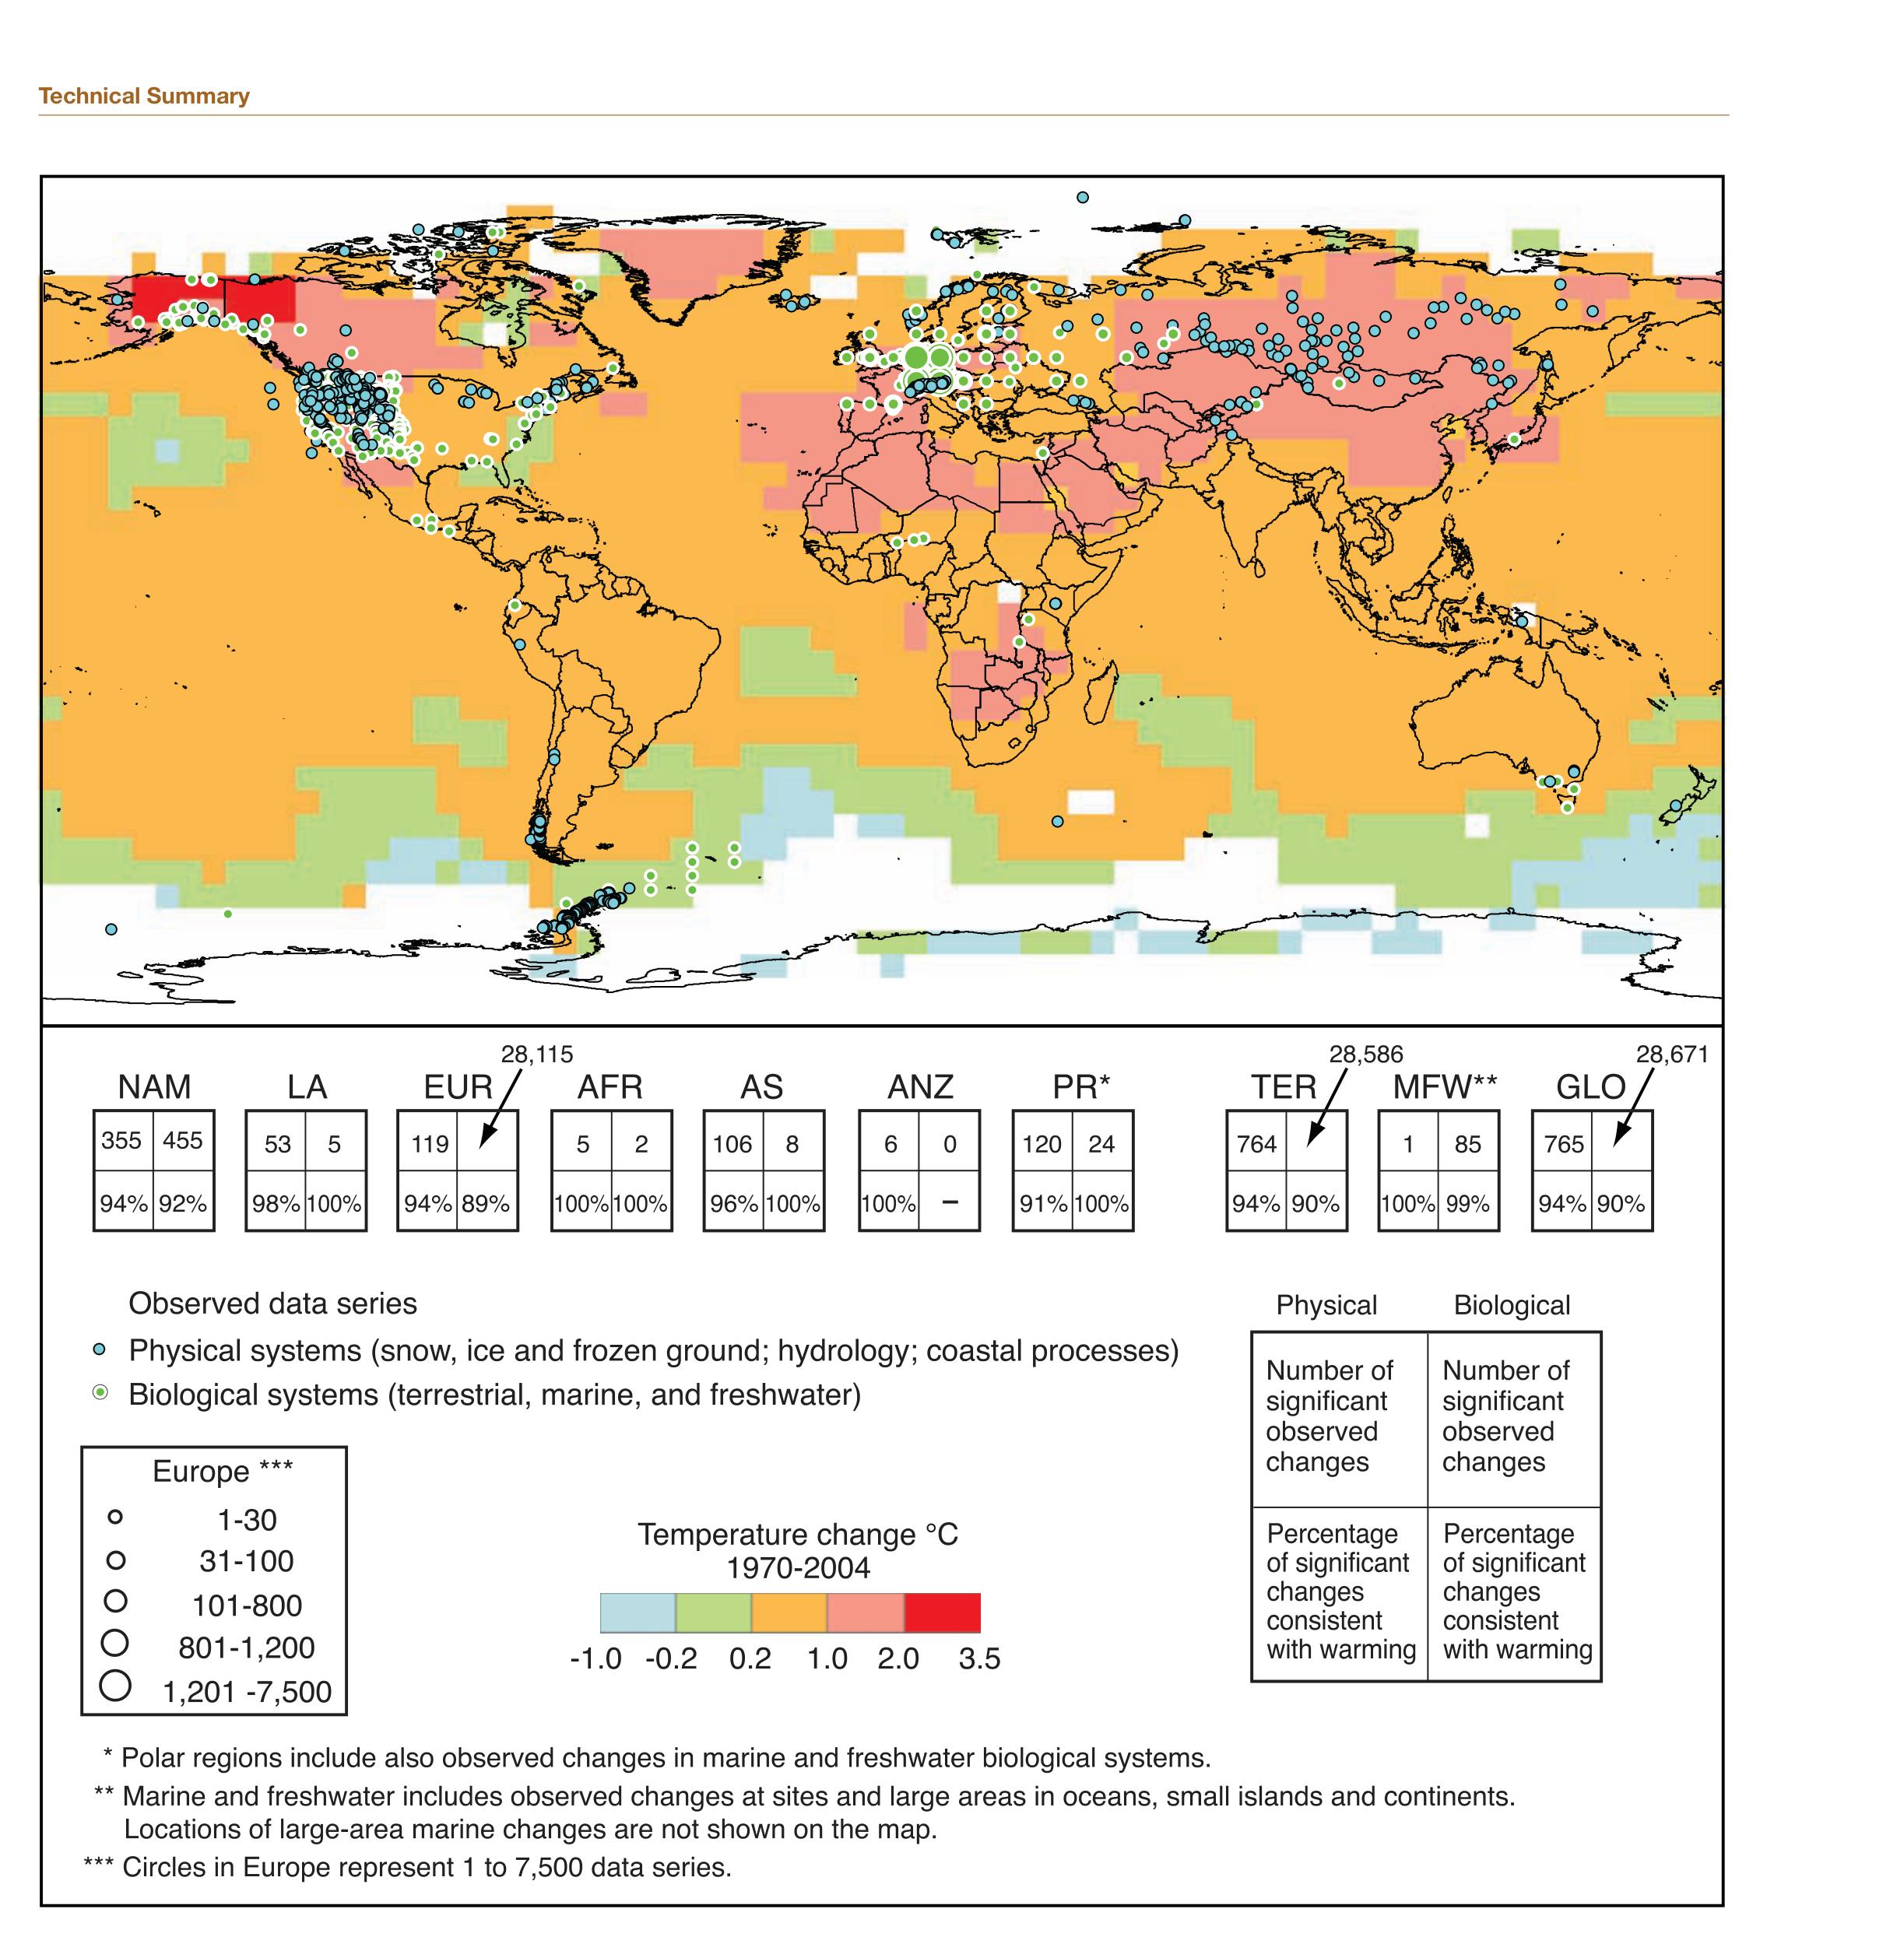 Technical Summary
28,115 28,586 28,671
NAM LA EUR AFR AS ANZ PR* TER MFW** GLO
355 455 53 5 119 5 2 106 8 6 0 120 24 764 1 85 765
94% 92% 98% 100% 94% 89% 100% 100% 96% 100% 100% – 91% 100% 94% 90% 100% 99% 94% 90%
Observed data series
Physical systems (snow, ice and frozen ground; hydrology; coastal processes)
Biological systems (terrestrial, marine, and freshwater)
Europe ***
1-30
31-100
101-800
801-1,200
1,201 -7,500
Temperature change °C
1970-2004
-1.0 -0.2 0.2 1.0 2.0 3.5
Physical Biological
Number of
significant
observed
changes
Number of
significant
observed
changes
Percentage
of significant
changes
consistent
with warming
Percentage
of significant
changes
consistent
with warming
* Polar regions include also observed changes in marine and freshwater biological systems.
** Marine and freshwater includes observed changes at sites and large areas in oceans, small islands and continents.
Locations of large-area marine changes are not shown on the map.
*** Circles in Europe represent 1 to 7,500 data series.